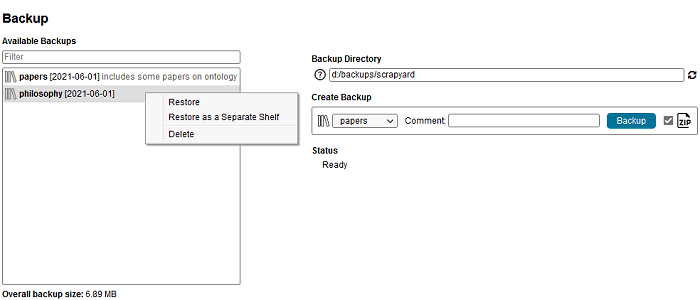 Backup
Available Backups
Filter
papers [2021-06-01] includes some papers on ontology
philosophy [2021-06-01]
Restore
Restore as a Separate Shelf
Delete
Overall backup size: 6.89 MB
Backup Directory
? d:/backups/scrapyard
Create Backup
papers Comment: Backup ZIP
Status
Ready